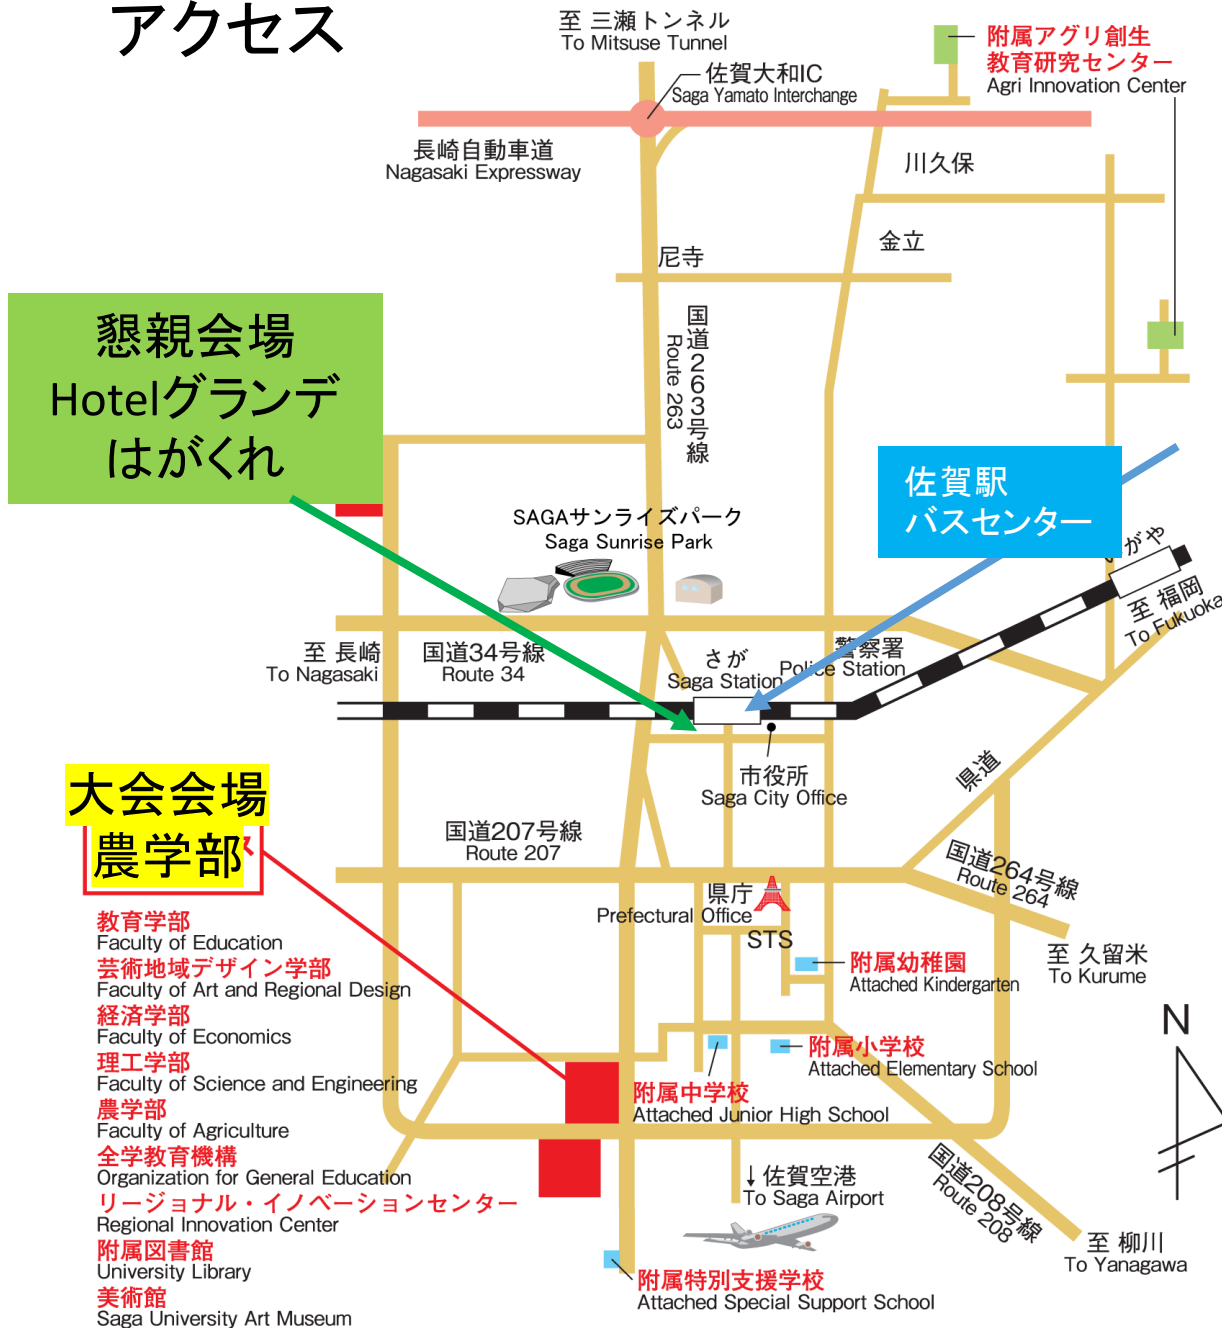 アクセス
至 三瀬トンネル
To Mitsuse Tunnel
佐賀大和IC
Saga Yamato Interchange
附属アグリ創生
教育研究センター
Agri Innovation Center
長崎自動車道
Nagasaki Expressway
川久保
金立
尼寺
国道263号線
Route 263
懇親会場
Hotelグランデ
はがくれ
佐賀駅
バスセンター
SAGAサンライズパーク
Saga Sunrise Park
がや
至 福岡
To Fukuoka
至 長崎
To Nagasaki
国道34号線
Route 34
さが
Saga Station
警察署
Police Station
市役所
Saga City Office
県道
大会会場
農学部
国道207号線
Route 207
国道264号線
Route 264
県庁
Prefectural Office
STS
至 久留米
To Kurume
附属幼稚園
Attached Kindergarten
附属小学校
Attached Elementary School
附属中学校
Attached Junior High School
N
教育学部
Faculty of Education
芸術地域デザイン学部
Faculty of Art and Regional Design
経済学部
Faculty of Economics
理工学部
Faculty of Science and Engineering
農学部
Faculty of Agriculture
全学教育機構
Organization for General Education
リージョナル・イノベーションセンター
Regional Innovation Center
附属図書館
University Library
美術館
Saga University Art Museum
↓佐賀空港
To Saga Airport
国道208号線
Route 208
至 柳川
To Yanagawa
附属特別支援学校
Attached Special Support School